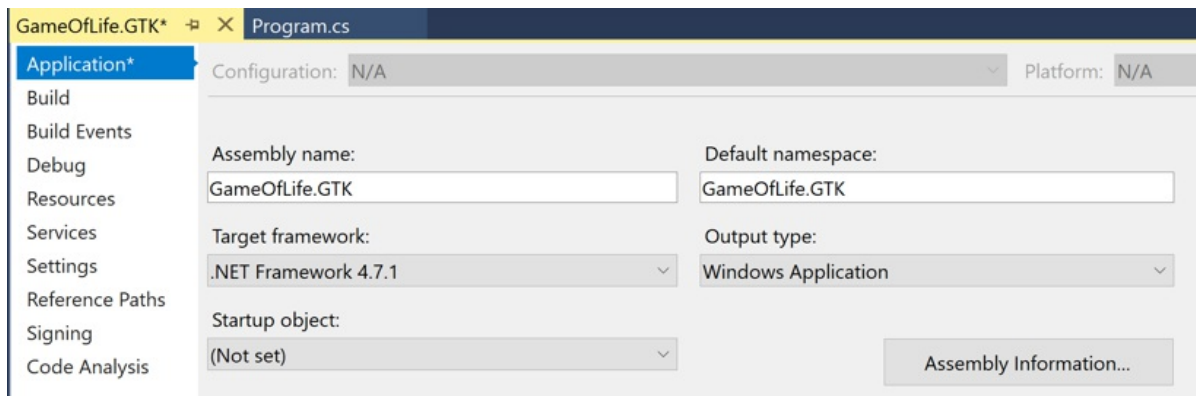 GameOfLife.GTK* Program.cs
Application*
Build
Build Events
Debug
Resources
Services
Settings
Reference Paths
Signing
Code Analysis
Configuration: N/A Platform: N/A
Assembly name: Default namespace:
GameOfLife.GTK GameOfLife.GTK
Target framework: Output type:
.NET Framework 4.7.1 Windows Application
Startup object:
(Not set) Assembly Information...